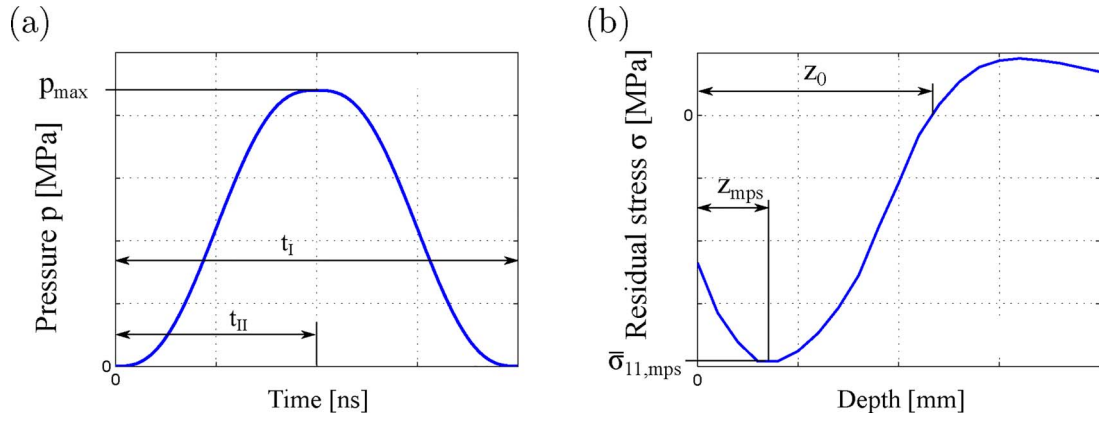 (a)
p_max
Pressure p [MPa]
t_I
t_II
0
0
Time [ns]
(b)
z_0
Residual stress σ [MPa]
0
z_mps
σ̄_11,mps
0
Depth [mm]